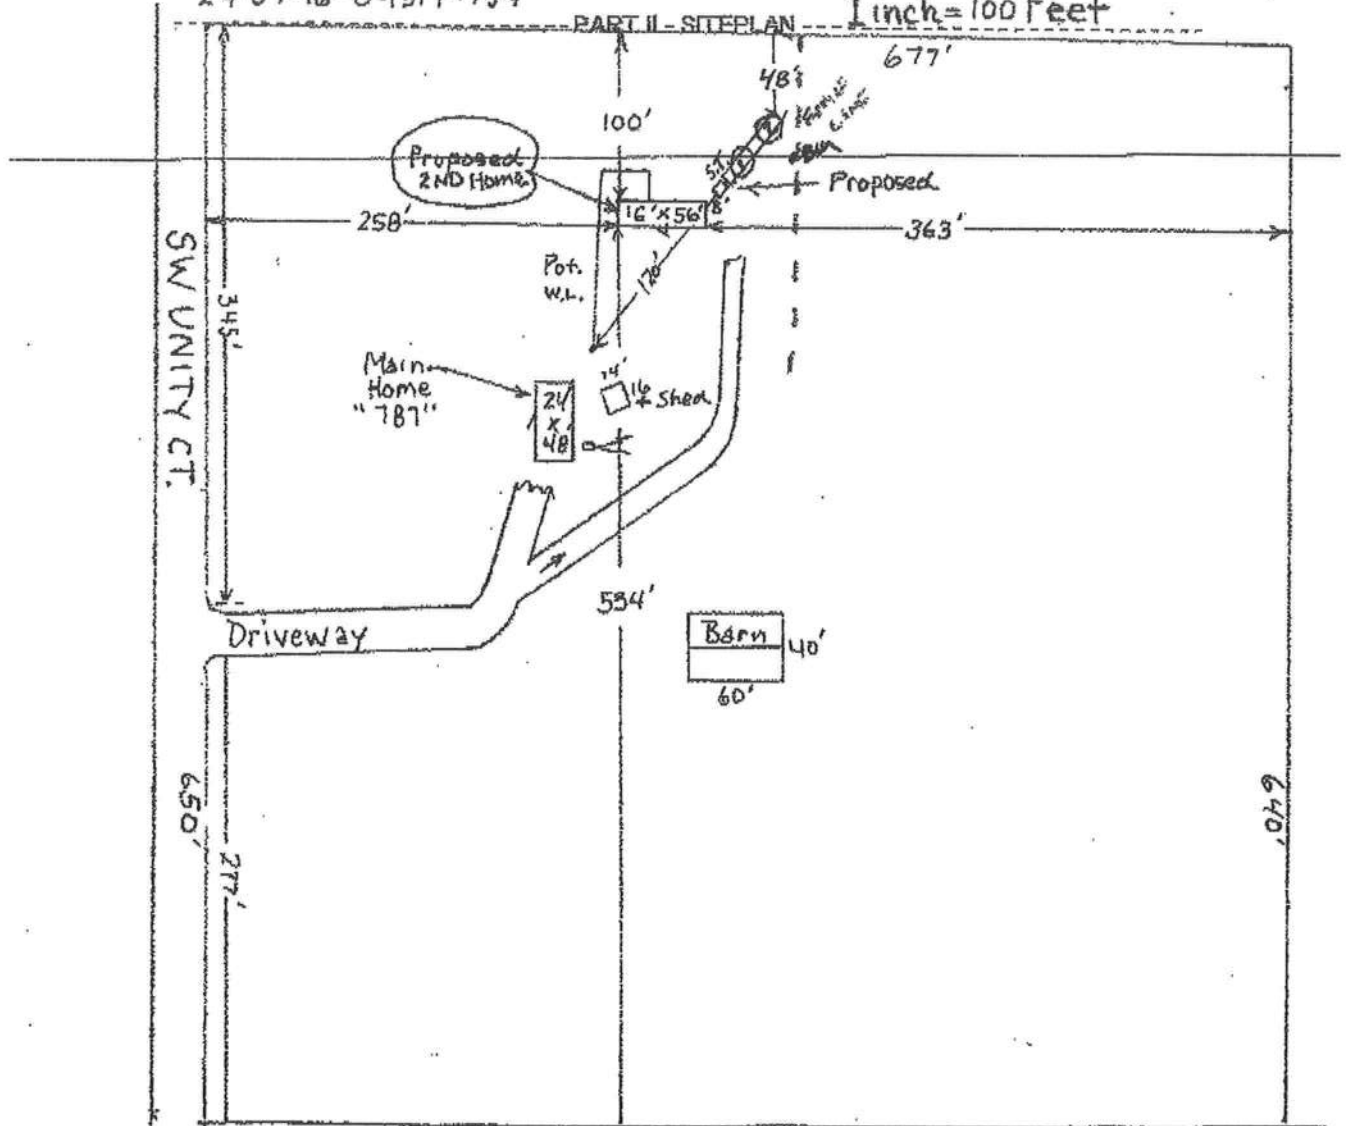 PART II - SITEPLAN
1 inch = 100 Feet
677'
48'
100'
Proposed
2ND Home
57'
Proposed
8'
16' x 56'
258'
363'
SW UNITY CT.
345'
Pot.
W.L.
120'
Main
Home
"787"
24
x
48'
14'
16
Shed
534'
Driveway
Barn
40'
60'
650'
277'
640'